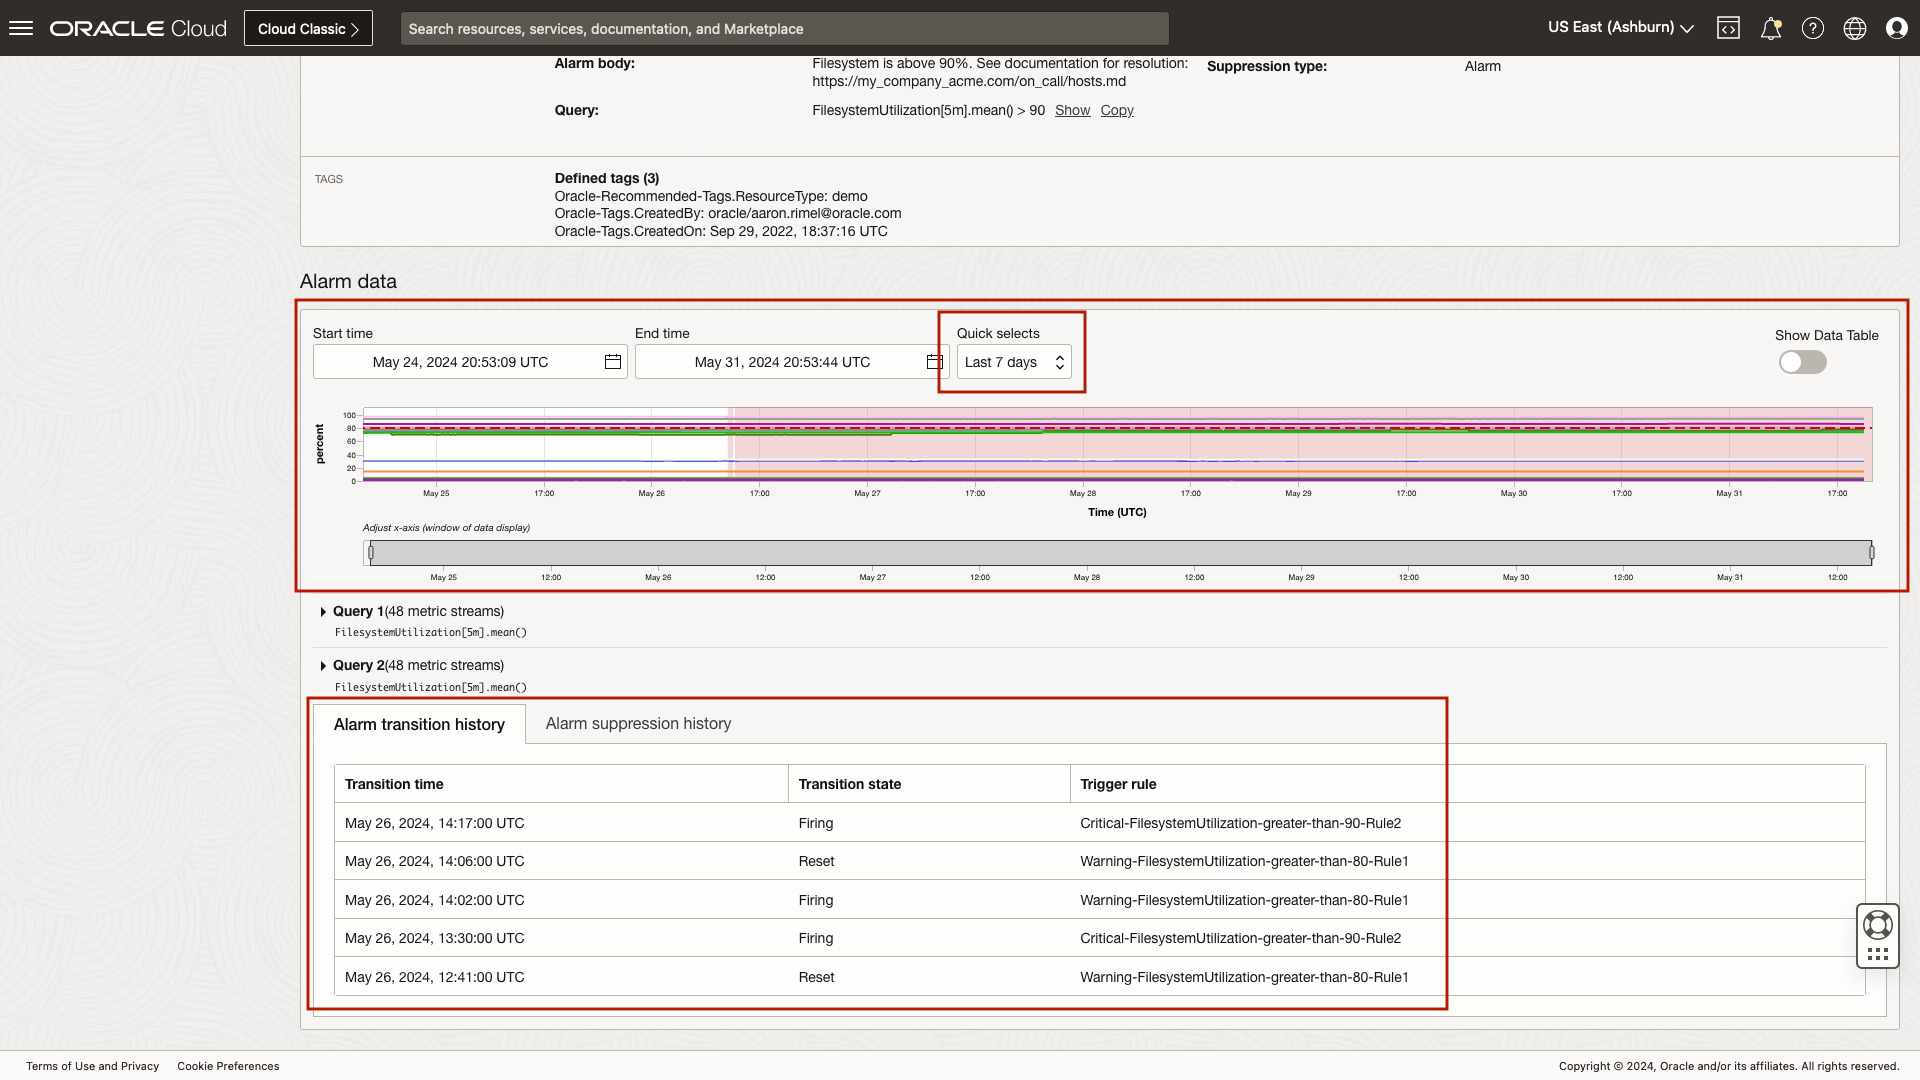 ORACLE Cloud
Cloud Classic
Search resources, services, documentation, and Marketplace
US East (Ashburn)
Alarm body:
Filesystem is above 90%. See documentation for resolution:
https://my_company_acme.com/on_call/hosts.md
Suppression type:
Alarm
Query:
FilesystemUtilization[5m].mean() > 90 Show Copy
TAGS
Defined tags (3)
Oracle-Recommended-Tags.ResourceType: demo
Oracle-Tags.CreatedBy: oracle/aaron.rimel@oracle.com
Oracle-Tags.CreatedOn: Sep 29, 2022, 18:37:16 UTC
Alarm data
Start time
End time
Quick selects
Show Data Table
May 24, 2024 20:53:09 UTC
May 31, 2024 20:53:44 UTC
Last 7 days
percent
100
80
60
40
20
0
May 25 17:00 May 26 17:00 May 27 17:00 May 28 17:00 May 29 17:00 May 30 17:00 May 31 17:00
Time (UTC)
Adjust x-axis (window of data display)
May 25 12:00 May 26 12:00 May 27 12:00 May 28 12:00 May 29 12:00 May 30 12:00 May 31 12:00
Query 1(48 metric streams)
FilesystemUtilization[5m].mean()
Query 2(48 metric streams)
FilesystemUtilization[5m].mean()
Alarm transition history
Alarm suppression history
Transition time Transition state Trigger rule
May 26, 2024, 14:17:00 UTC Firing Critical-FilesystemUtilization-greater-than-90-Rule2
May 26, 2024, 14:06:00 UTC Reset Warning-FilesystemUtilization-greater-than-80-Rule1
May 26, 2024, 14:02:00 UTC Firing Warning-FilesystemUtilization-greater-than-80-Rule1
May 26, 2024, 13:30:00 UTC Firing Critical-FilesystemUtilization-greater-than-90-Rule2
May 26, 2024, 12:41:00 UTC Reset Warning-FilesystemUtilization-greater-than-80-Rule1
Terms of Use and Privacy Cookie Preferences
Copyright © 2024, Oracle and/or its affiliates. All rights reserved.